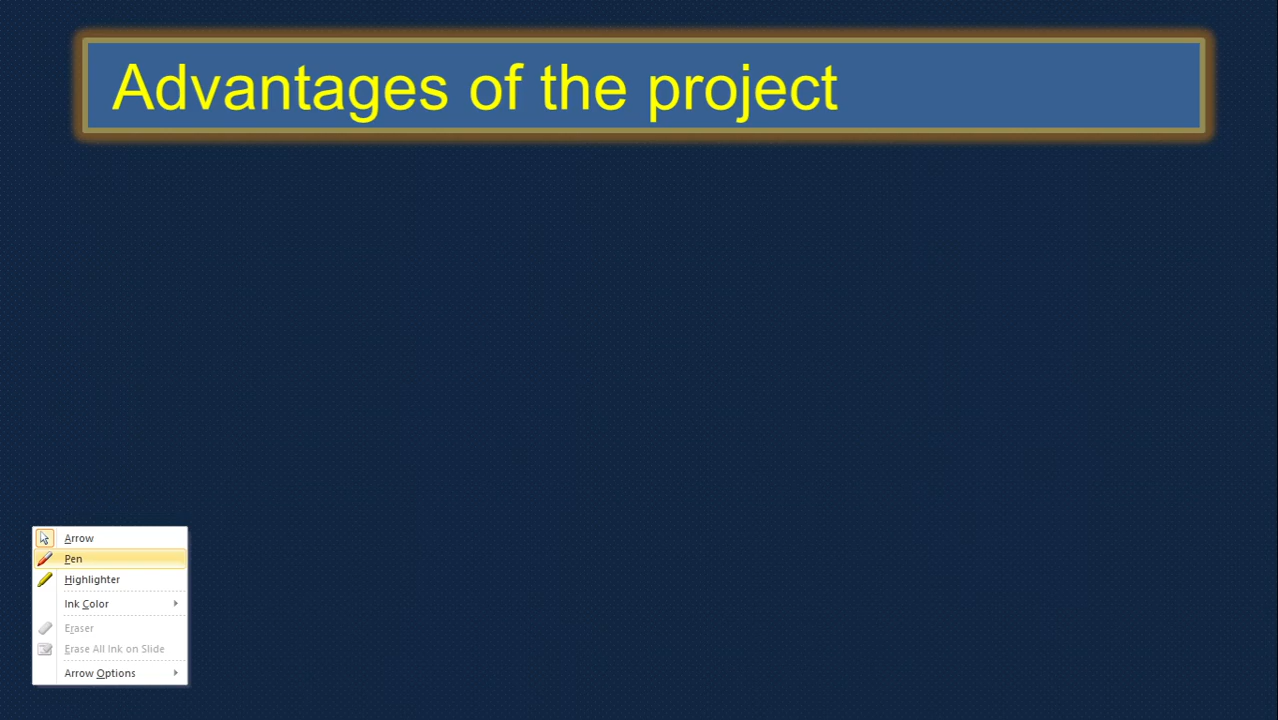 Advantages of the project
Arrow
Pen
Highlighter
Ink Color
Eraser
Erase All Ink on Slide
Arrow Options